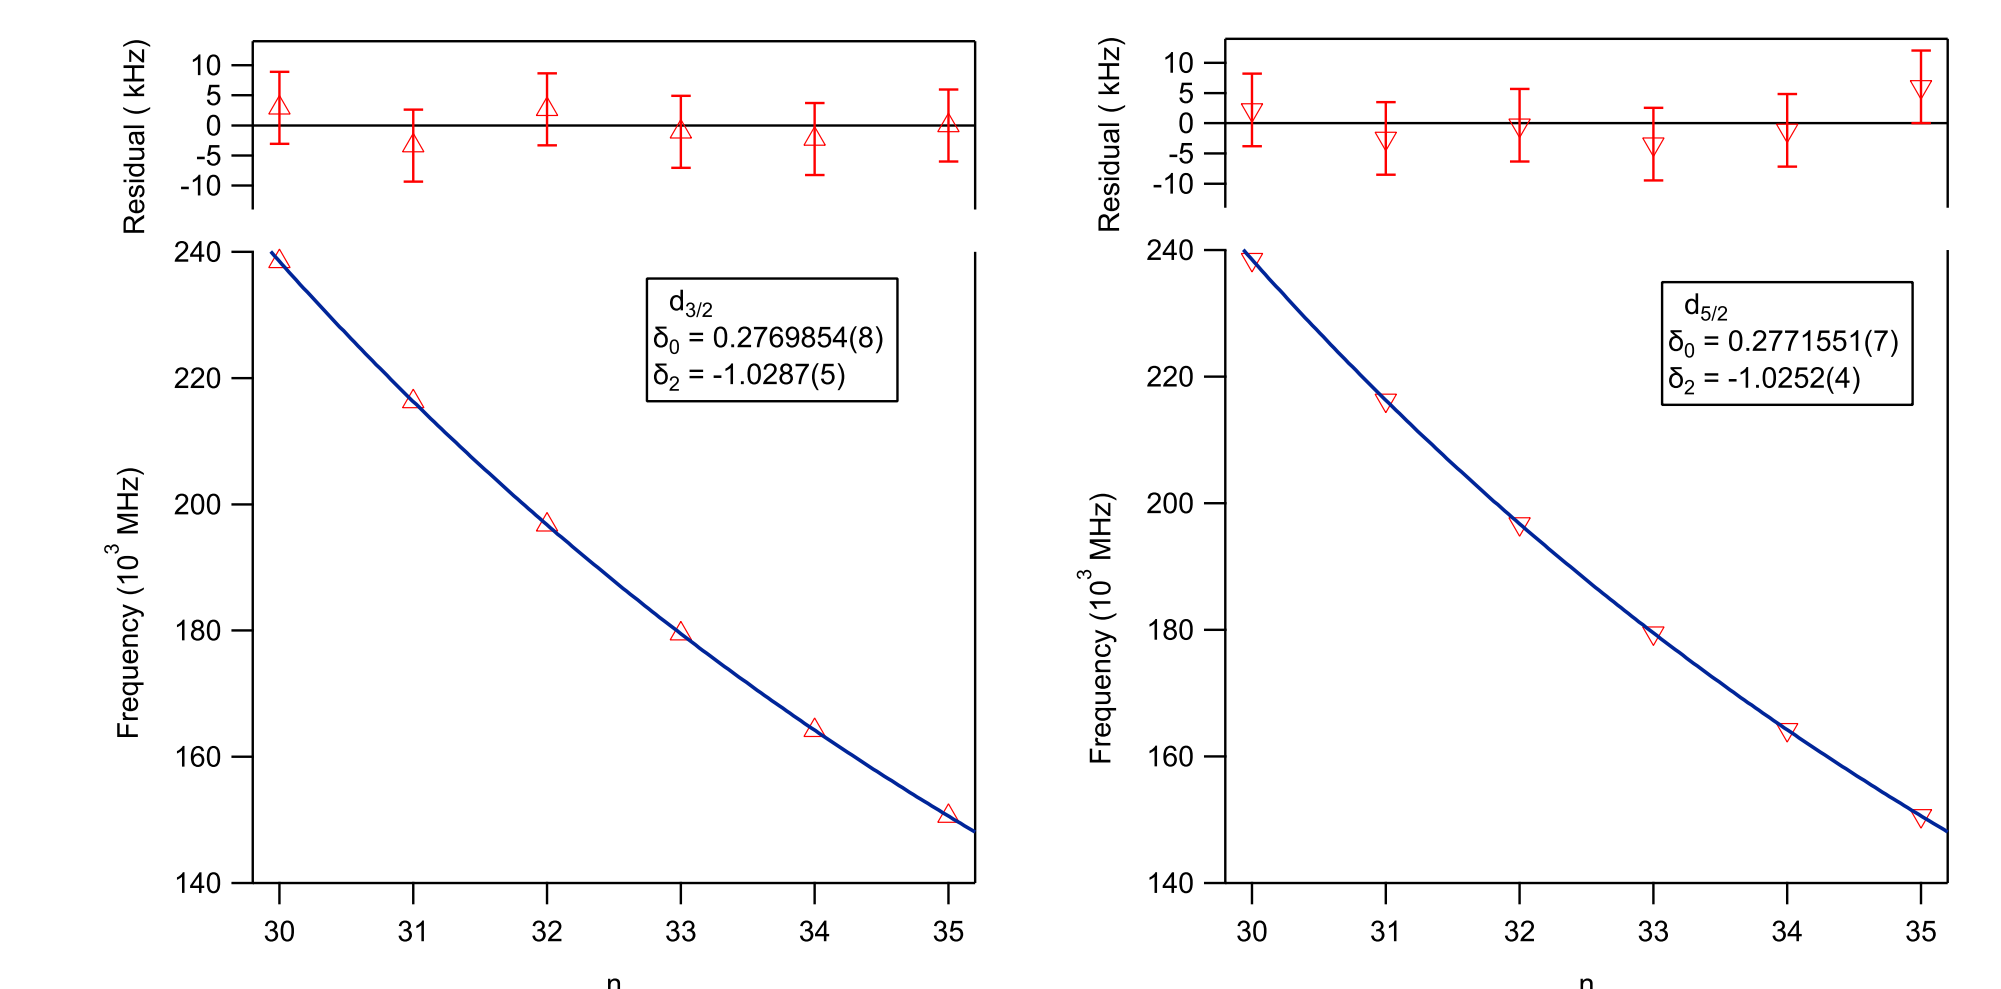 Residual ( kHz)
10
5
0
-5
-10
Frequency (10³ MHz)
240
220
200
180
160
140
d3/2
δ0 = 0.2769854(8)
δ2 = -1.0287(5)
30 31 32 33 34 35
n
Residual ( kHz)
10
5
0
-5
-10
Frequency (10³ MHz)
240
220
200
180
160
140
d5/2
δ0 = 0.2771551(7)
δ2 = -1.0252(4)
30 31 32 33 34 35
n